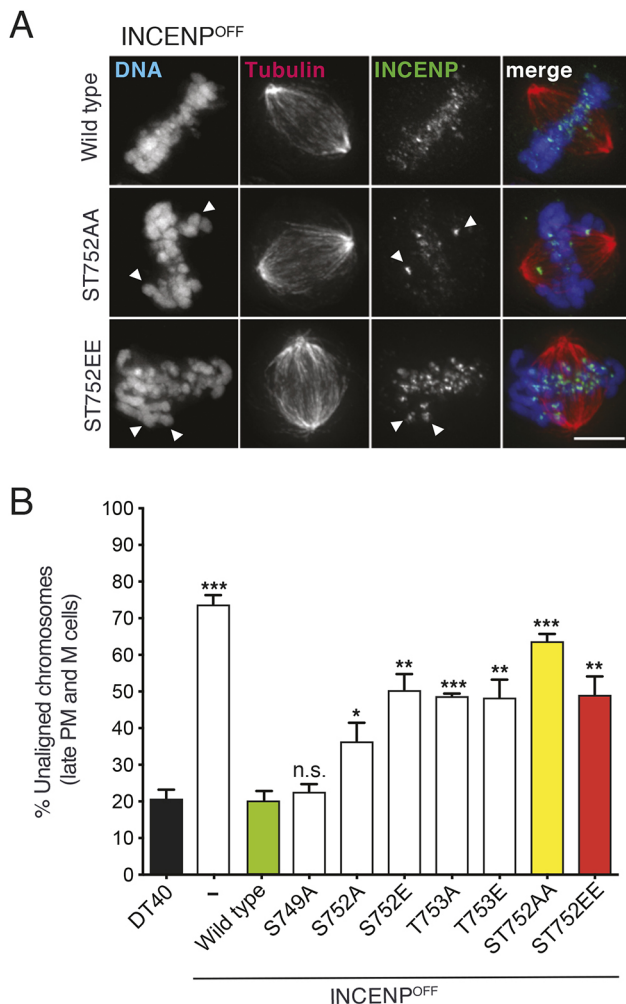 A
INCENPOFF
DNA Tubulin INCENP merge
Wild type
ST752AA
ST752EE
B
% Unaligned chromosomes
(late PM and M cells)
100
90
80
70
60
50
40
30
20
10
0
***
n.s.
*
**
***
**
***
**
DT40 – Wild type S749A S752A S752E T753A T753E ST752AA ST752EE
INCENPOFF